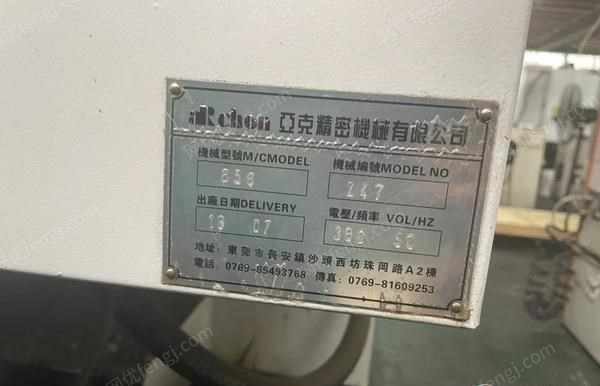 aRchon 亞克精密機械有限公司
機械型號M/CMODEL 機械編號MODEL NO
856 247
出廠日期DELIVERY 電壓/頻率 VOL/HZ
13 07 380 50
地址：東莞市長安鎮沙頭西坊珠岡路A2棟
電話：0769-85493768 傳真：0769-81609253